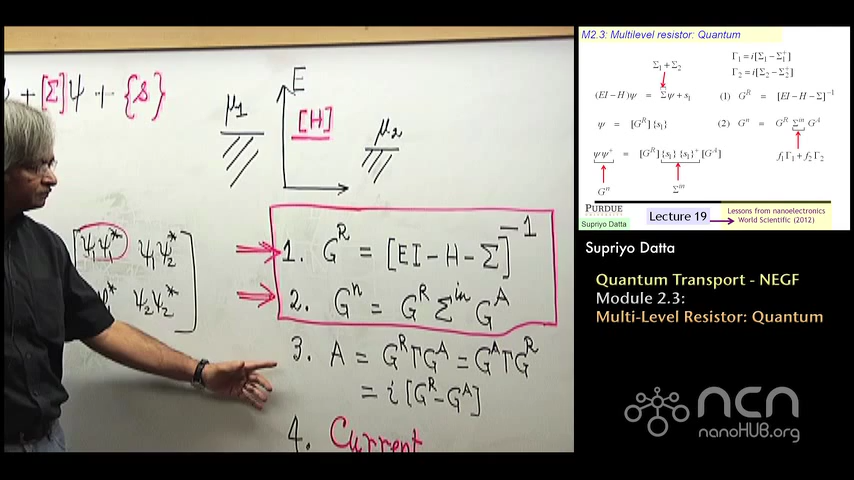 + [Σ]ψ + {s}
E
μ₁
[H]
μ₂
ψ₁ψ₁* ψ₁ψ₂*
ψ₂ψ₂*
⇒ 1. G^R = [EI - H - Σ]^-1
⇒ 2. G^n = G^R Σ^in G^A
3. A = G^R Γ G^A = G^A Γ G^R
= i [G^R - G^A]
4. Current
M2.3: Multilevel resistor: Quantum
Σ₁ + Σ₂
Γ₁ = i[Σ₁ − Σ₁⁺]
Γ₂ = i[Σ₂ − Σ₂⁺]
(EI − H)ψ = Σψ + s₁
(1) G^R = [EI − H − Σ]^−1
ψ = [G^R]{s₁}
(2) G^n = G^R Σ^in G^A
ψψ⁺ = [G^R]{s₁}{s₁}⁺[G^A]
f₁Γ₁ + f₂Γ₂
G^n
Σ^in
PURDUE
UNIVERSITY
Supriyo Datta
Lecture 19
Lessons from nanoelectronics
World Scientific (2012)
Supriyo Datta
Quantum Transport - NEGF
Module 2.3:
Multi-Level Resistor: Quantum
ncn
nanoHUB.org